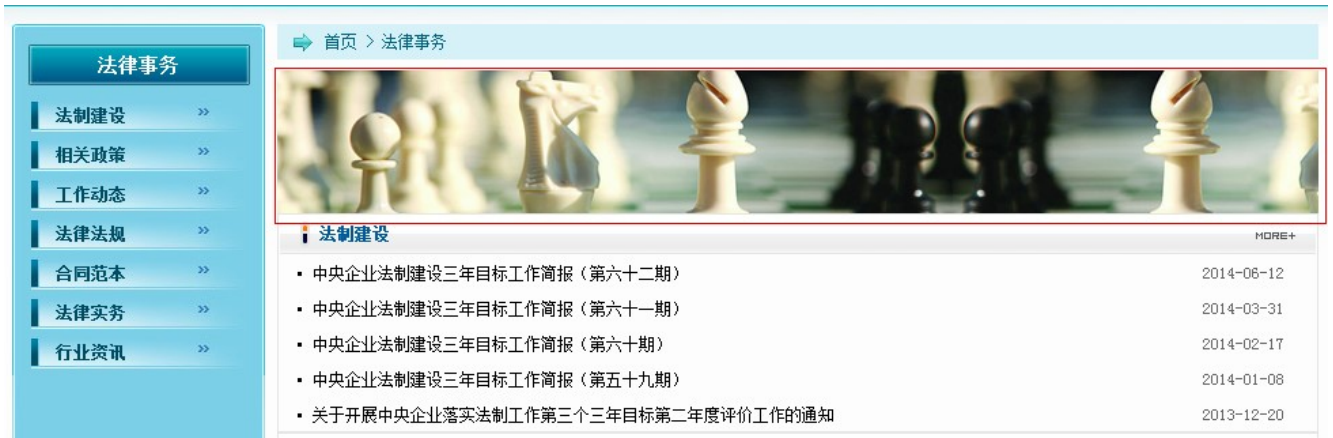 法律事务
法制建设 »
相关政策 »
工作动态 »
法律法规 »
合同范本 »
法律实务 »
行业资讯 »
首页 > 法律事务
法制建设 MORE+
▪ 中央企业法制建设三年目标工作简报（第六十二期） 2014-06-12
▪ 中央企业法制建设三年目标工作简报（第六十一期） 2014-03-31
▪ 中央企业法制建设三年目标工作简报（第六十期） 2014-02-17
▪ 中央企业法制建设三年目标工作简报（第五十九期） 2014-01-08
▪ 关于开展中央企业落实法制工作第三个三年目标第二年度评价工作的通知 2013-12-20